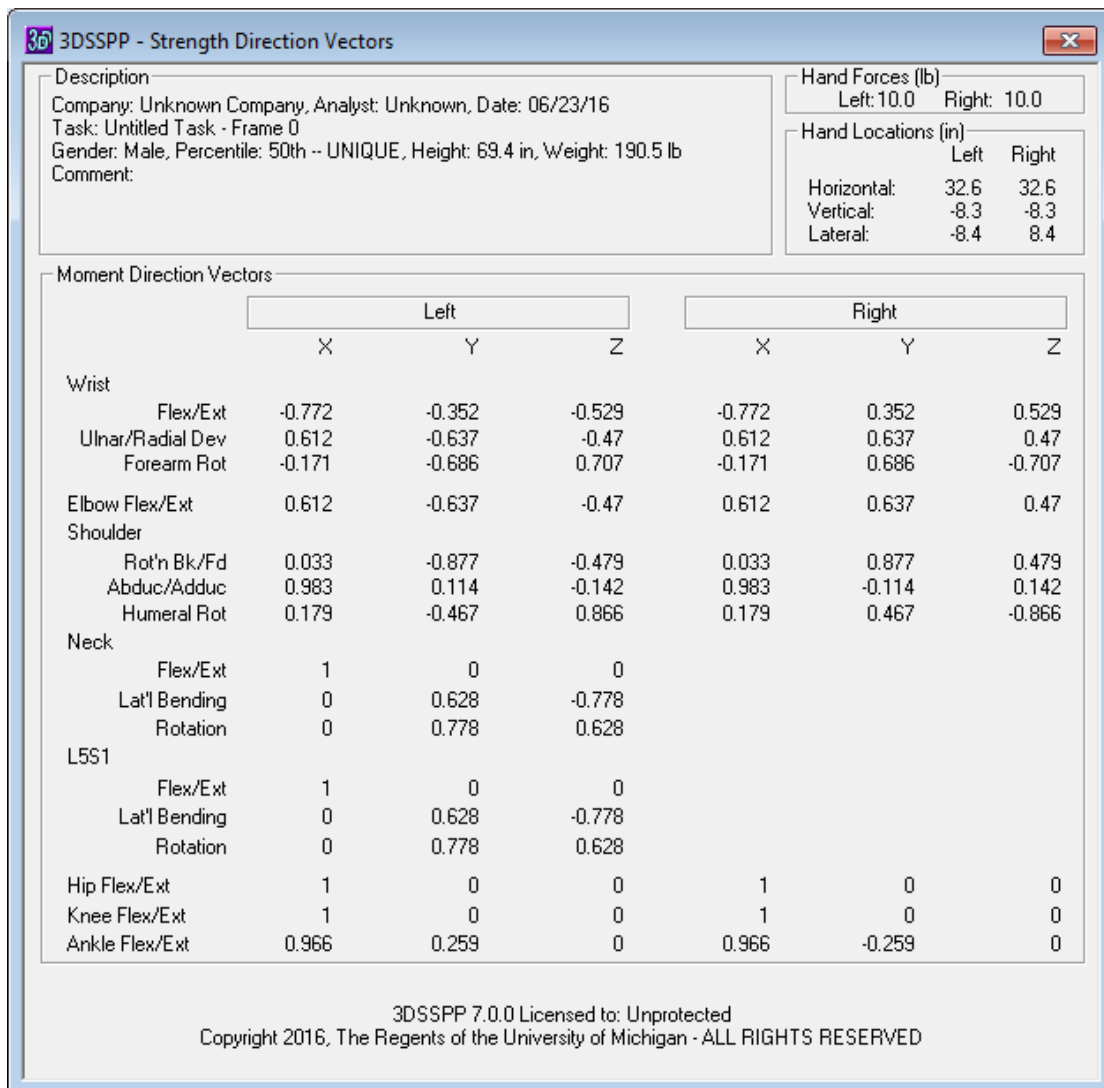 3DSSPP - Strength Direction Vectors
Description
Company: Unknown Company, Analyst: Unknown, Date: 06/23/16
Task: Untitled Task - Frame 0
Gender: Male, Percentile: 50th -- UNIQUE, Height: 69.4 in, Weight: 190.5 lb
Comment:
Hand Forces (lb)
Left: 10.0 Right: 10.0
Hand Locations (in)
Left Right
Horizontal: 32.6 32.6
Vertical: -8.3 -8.3
Lateral: -8.4 8.4
Moment Direction Vectors
Left Right
X Y Z X Y Z
Wrist
Flex/Ext -0.772 -0.352 -0.529 -0.772 0.352 0.529
Ulnar/Radial Dev 0.612 -0.637 -0.47 0.612 0.637 0.47
Forearm Rot -0.171 -0.686 0.707 -0.171 0.686 -0.707
Elbow Flex/Ext 0.612 -0.637 -0.47 0.612 0.637 0.47
Shoulder
Rot'n Bk/Fd 0.033 -0.877 -0.479 0.033 0.877 0.479
Abduc/Adduc 0.983 0.114 -0.142 0.983 -0.114 0.142
Humeral Rot 0.179 -0.467 0.866 0.179 0.467 -0.866
Neck
Flex/Ext 1 0 0
Lat'l Bending 0 0.628 -0.778
Rotation 0 0.778 0.628
L5S1
Flex/Ext 1 0 0
Lat'l Bending 0 0.628 -0.778
Rotation 0 0.778 0.628
Hip Flex/Ext 1 0 0 1 0 0
Knee Flex/Ext 1 0 0 1 0 0
Ankle Flex/Ext 0.966 0.259 0 0.966 -0.259 0
3DSSPP 7.0.0 Licensed to: Unprotected
Copyright 2016, The Regents of the University of Michigan - ALL RIGHTS RESERVED